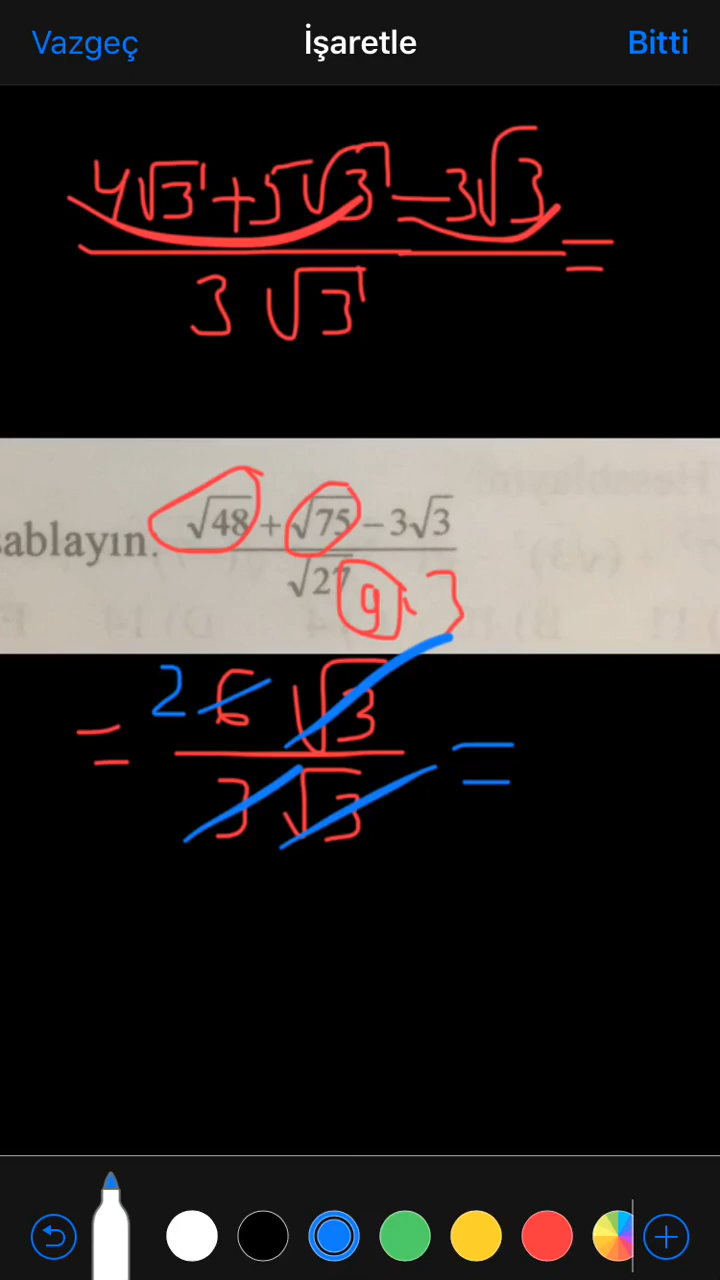 Vazgeç İşaretle Bitti
4√3 + 5√3 − 3√3
3√3 =
√48 + √75 − 3√3
ablayın.
√27
9·3
2 6√3
= =
3√3